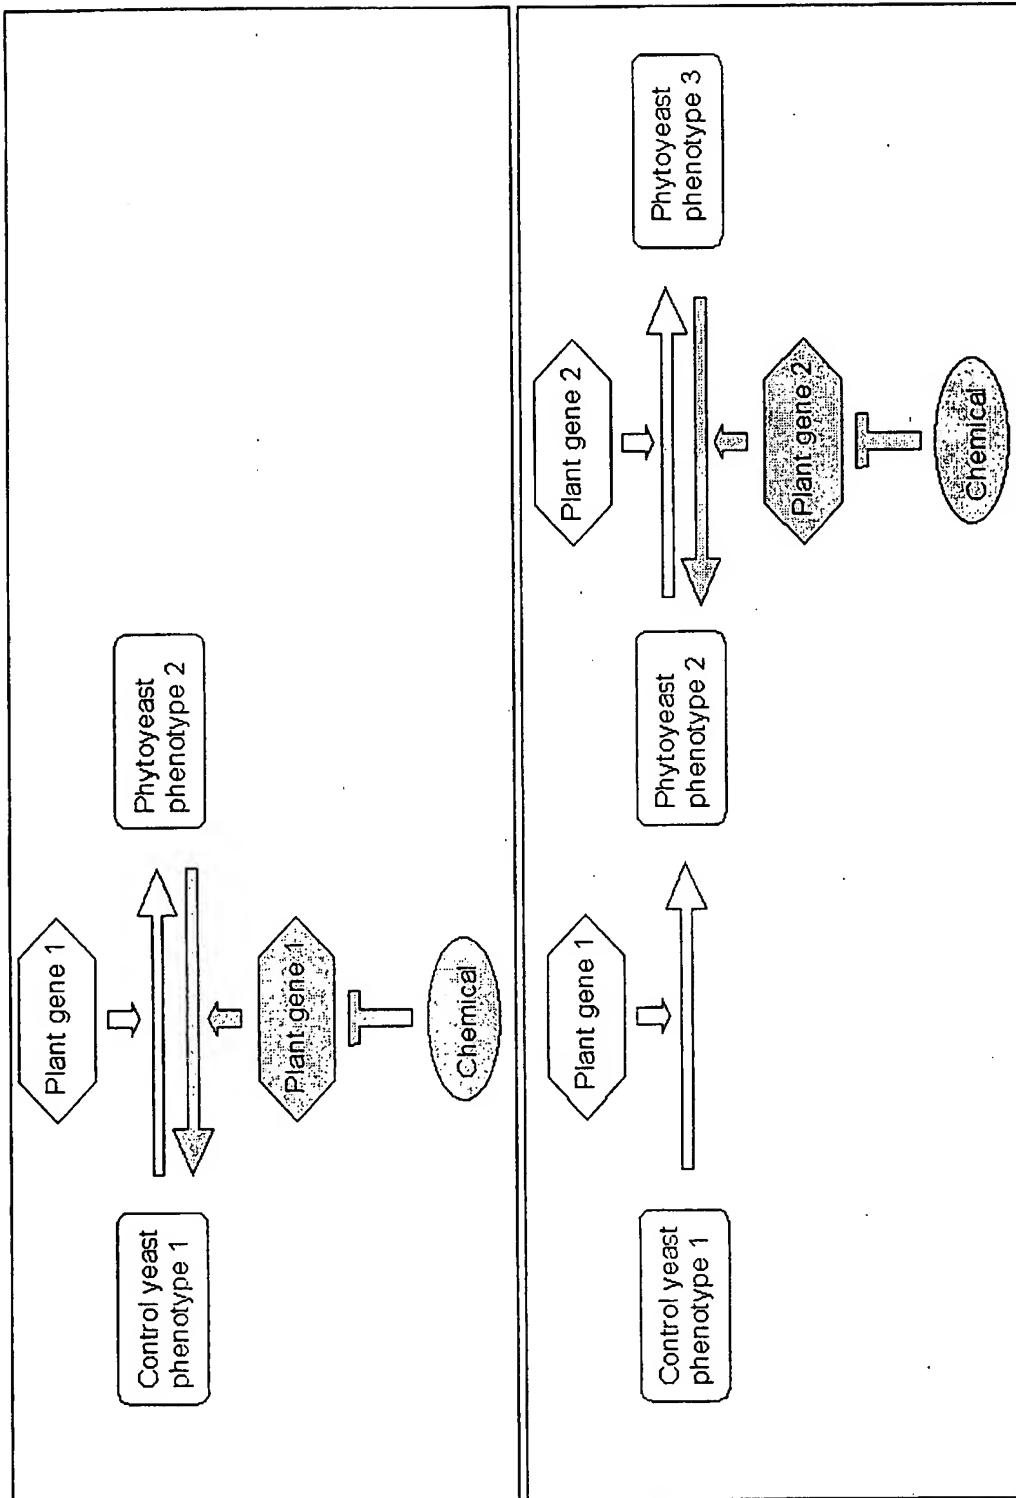 Plant gene 1
Control yeast
phenotype 1
Phytoyeast
phenotype 2
Plant gene 1
Chemical
Plant gene 1
Plant gene 2
Control yeast
phenotype 1
Phytoyeast
phenotype 2
Phytoyeast
phenotype 3
Plant gene 2
Chemical